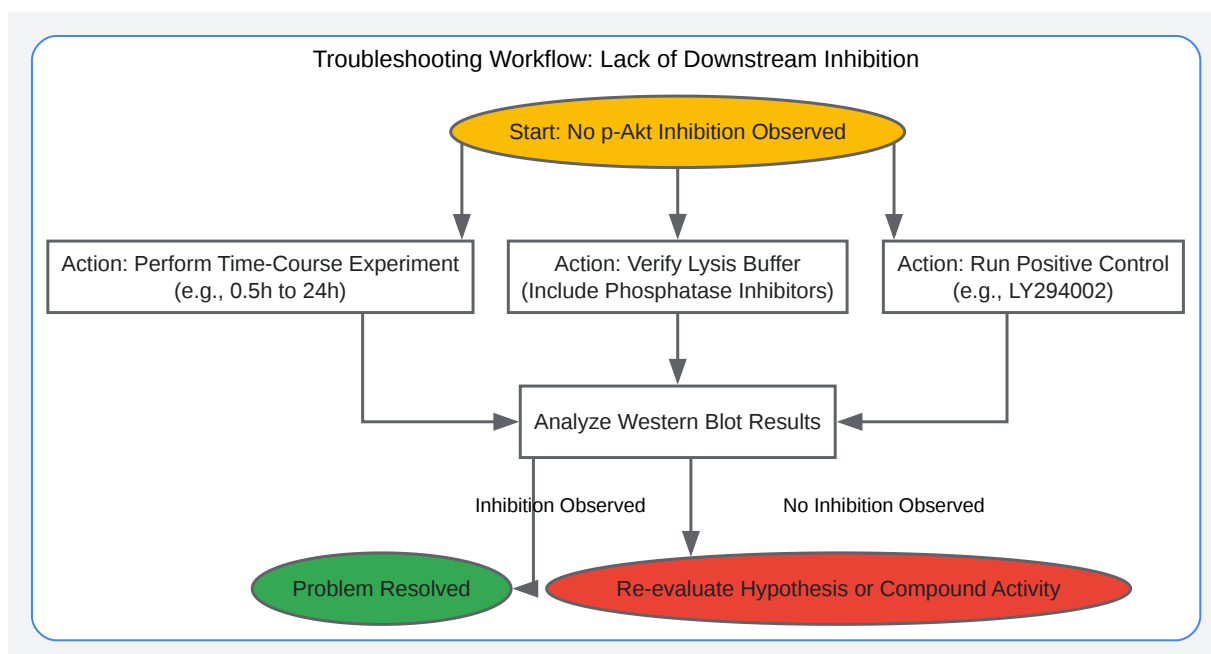 Troubleshooting Workflow: Lack of Downstream Inhibition
Start: No p-Akt Inhibition Observed
Action: Perform Time-Course Experiment
(e.g., 0.5h to 24h)
Action: Verify Lysis Buffer
(Include Phosphatase Inhibitors)
Action: Run Positive Control
(e.g., LY294002)
Analyze Western Blot Results
Inhibition Observed
No Inhibition Observed
Problem Resolved
Re-evaluate Hypothesis or Compound Activity